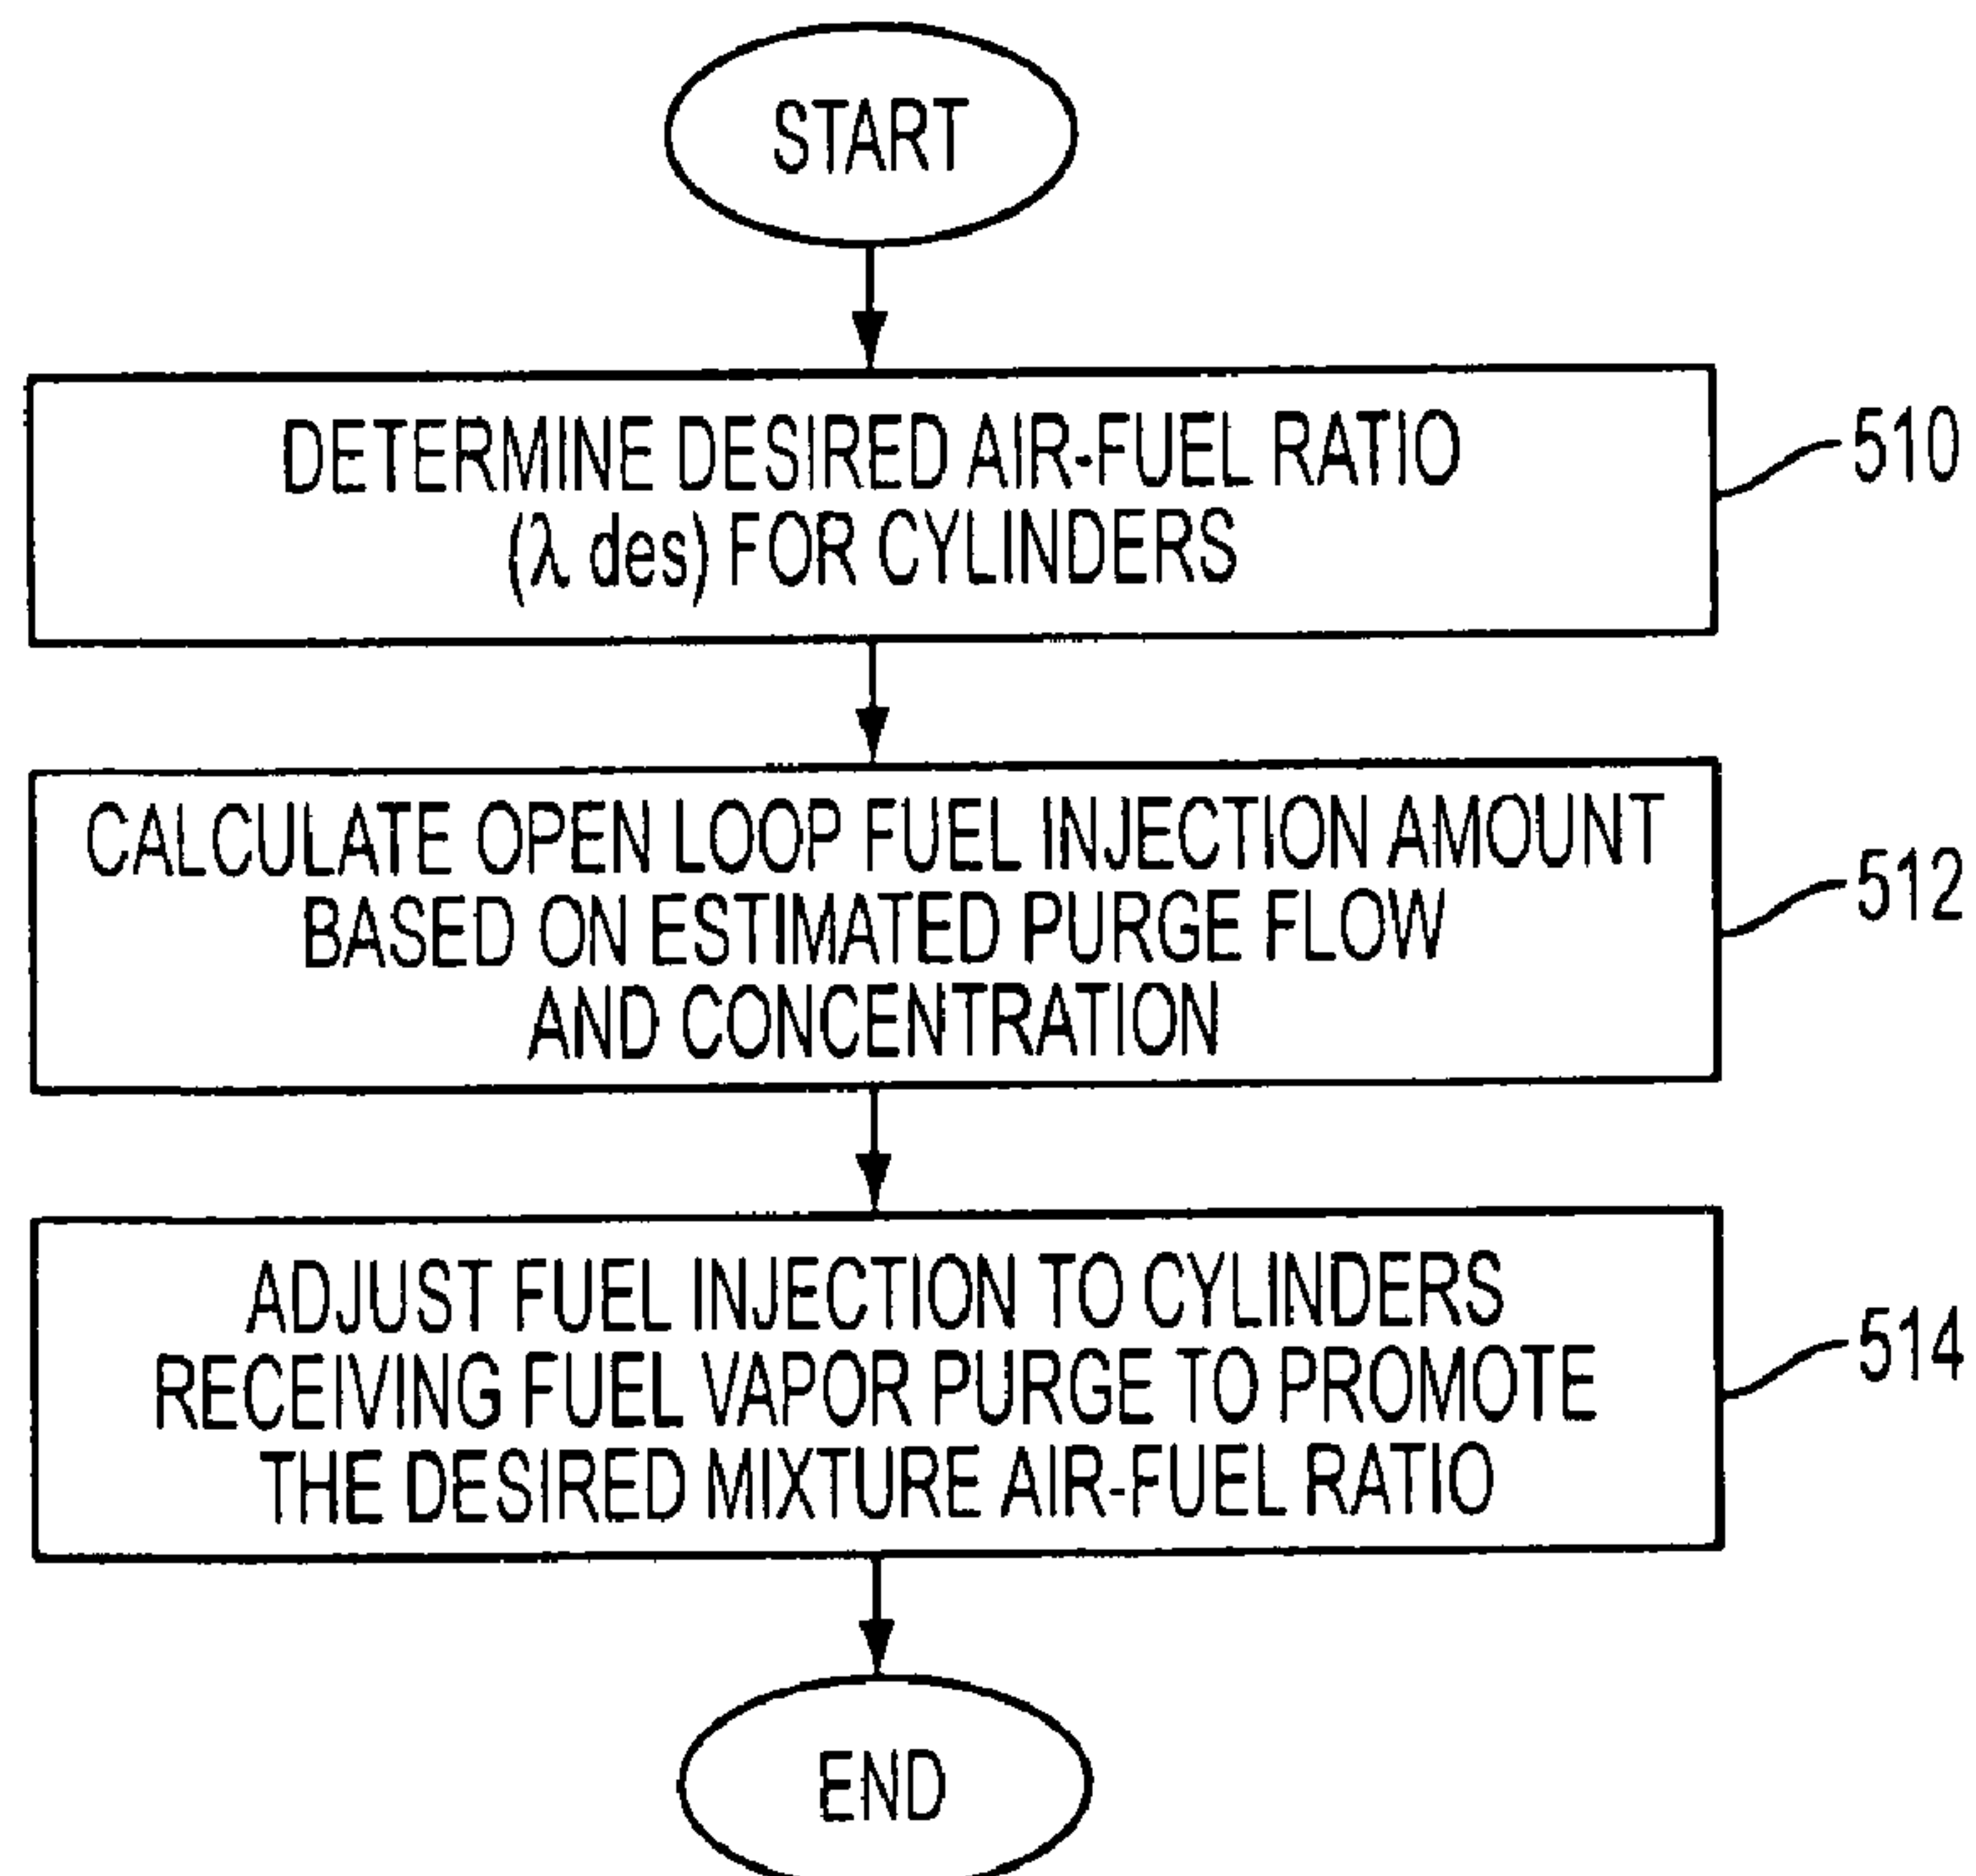 START
DETERMINE DESIRED AIR-FUEL RATIO
(λ des) FOR CYLINDERS
510
CALCULATE OPEN LOOP FUEL INJECTION AMOUNT
BASED ON ESTIMATED PURGE FLOW
AND CONCENTRATION
512
ADJUST FUEL INJECTION TO CYLINDERS
RECEIVING FUEL VAPOR PURGE TO PROMOTE
THE DESIRED MIXTURE AIR-FUEL RATIO
514
END